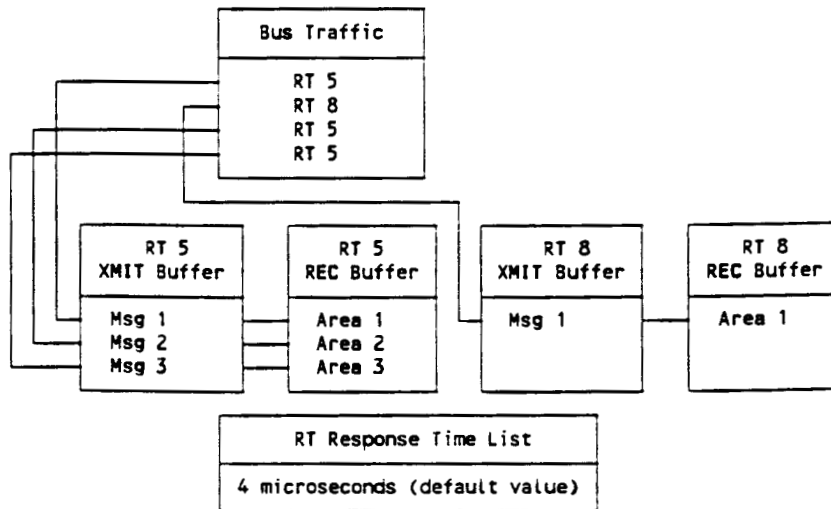 Bus Traffic
RT 5
RT 8
RT 5
RT 5
RT 5
XMIT Buffer
Msg 1
Msg 2
Msg 3
RT 5
REC Buffer
Area 1
Area 2
Area 3
RT 8
XMIT Buffer
Msg 1
RT 8
REC Buffer
Area 1
RT Response Time List
4 microseconds (default value)